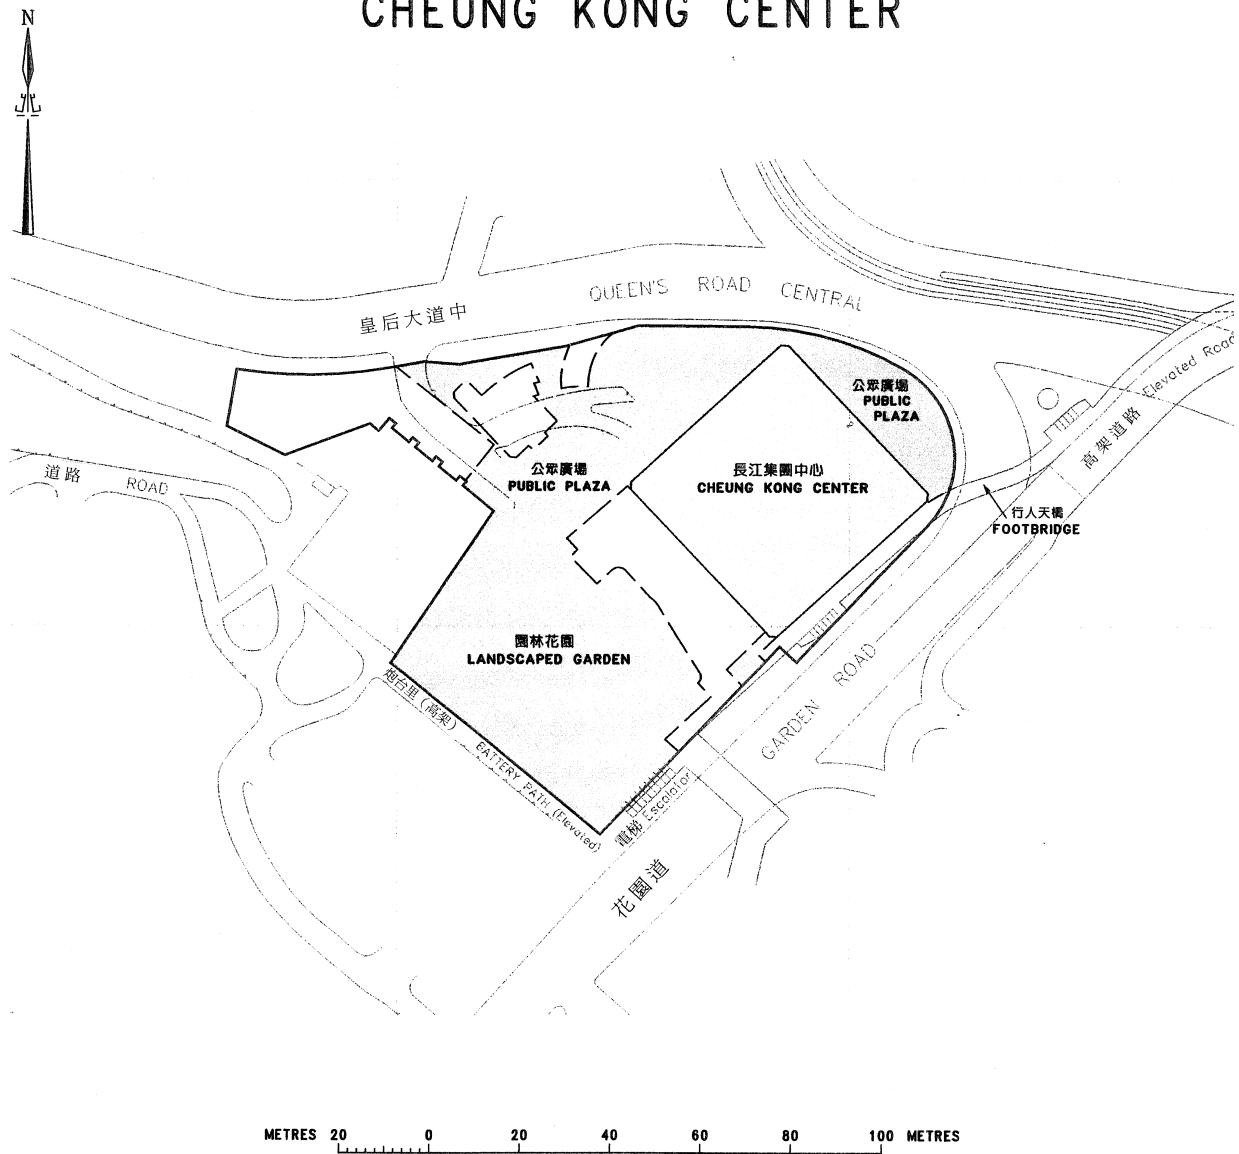 CHEUNG KONG CENTER
N
QUEEN'S ROAD CENTRAL
皇后大道中
公眾廣場
PUBLIC
PLAZA
Elevated Road
高架道路
公眾廣場
PUBLIC PLAZA
長江集團中心
CHEUNG KONG CENTER
道路 ROAD
行人天橋
FOOTBRIDGE
園林花園
LANDSCAPED GARDEN
炮台里（高架）
BATTERY PATH (Elevated)
GARDEN ROAD
電梯 Escalator
花園道
METRES 20 0 20 40 60 80 100 METRES